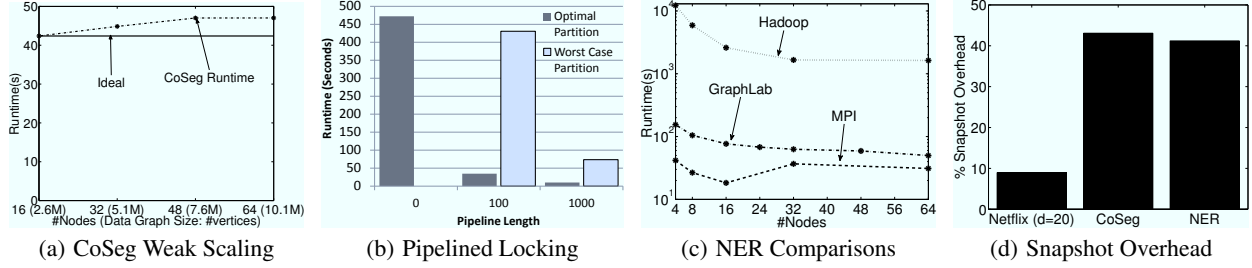 Runtime(s)
50
40
30
20
10
0
Ideal
CoSeg Runtime
16 (2.6M) 32 (5.1M) 48 (7.6M) 64 (10.1M)
#Nodes (Data Graph Size: #vertices)
(a) CoSeg Weak Scaling
Runtime (Seconds)
500
450
400
350
300
250
200
150
100
50
0
Optimal
Partition
Worst Case
Partition
0 100 1000
Pipeline Length
(b) Pipelined Locking
Runtime(s)
10^4
10^3
10^2
10^1
Hadoop
GraphLab
MPI
4 8 16 24 32 40 48 56 64
#Nodes
(c) NER Comparisons
% Snapshot Overhead
50
40
30
20
10
0
Netflix (d=20) CoSeg NER
(d) Snapshot Overhead